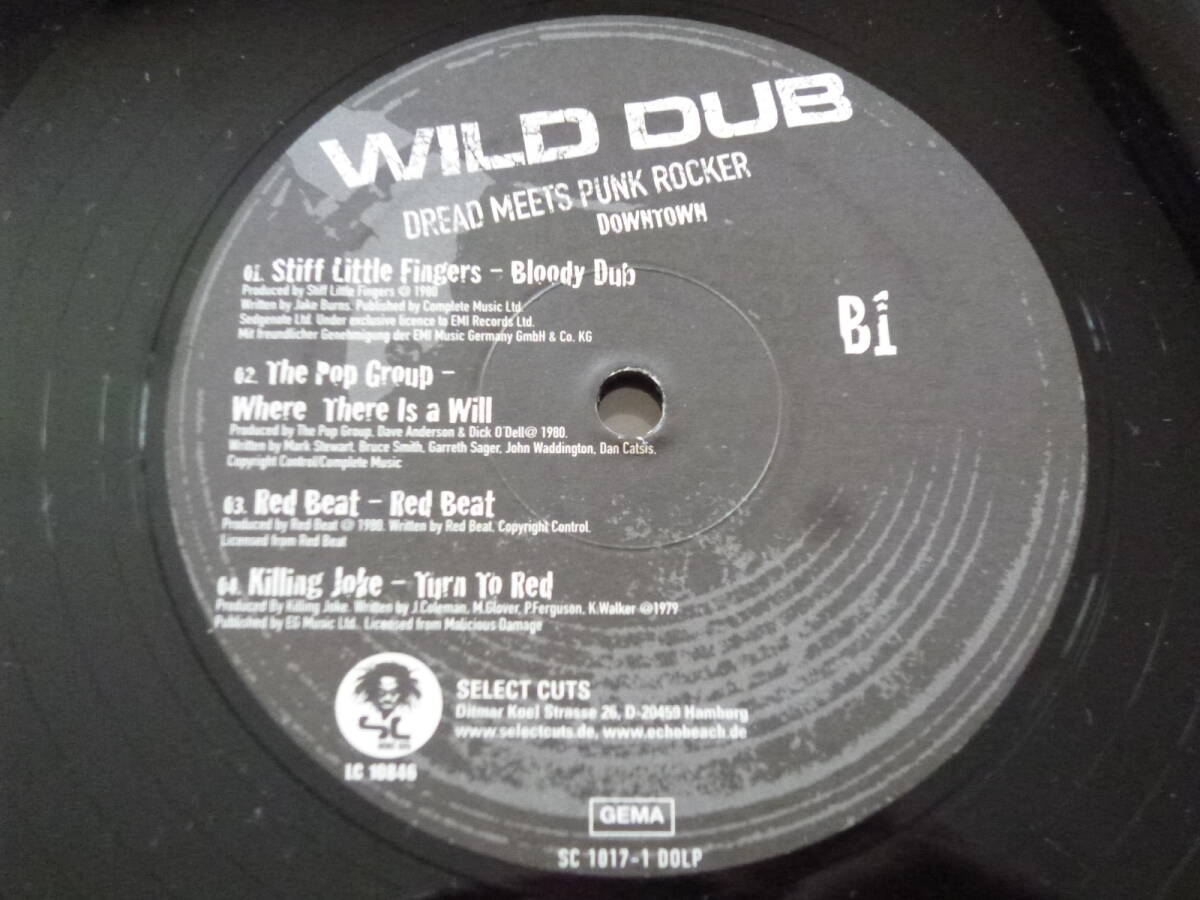 WILD DUB
DREAD MEETS PUNK ROCKER
DOWNTOWN
B1
01. Stiff Little Fingers – Bloody Dub
Produced by Stiff Little Fingers @ 1980
Written by Jake Burns. Published by Complete Music Ltd.
Sedgenote Ltd. Under exclusive licence to EMI Records Ltd.
Mit freundlicher Genehmigung der EMI Music Germany GmbH & Co. KG
02. The Pop Group –
Where There Is a Will
Produced by The Pop Group, Dave Anderson & Dick O'Dell@ 1980.
Written by Mark Stewart, Bruce Smith, Garreth Sager, John Waddington, Dan Catsis.
Copyright Control/Complete Music
03. Red Beat – Red Beat
Produced by Red Beat @ 1980. Written by Red Beat. Copyright Control.
Licensed from Red Beat
04. Killing Joke – Turn To Red
Produced By Killing Joke. Written by J.Coleman, M.Glover, P.Ferguson, K.Walker @1979
Published by EG Music Ltd. Licensed from Malicious Damage
SC
SELECT CUTS
Ditmar Koel Strasse 26, D-20459 Hamburg
www.selectcuts.de, www.echobeach.de
LC 10846
GEMA
SC 1017-1 DOLP